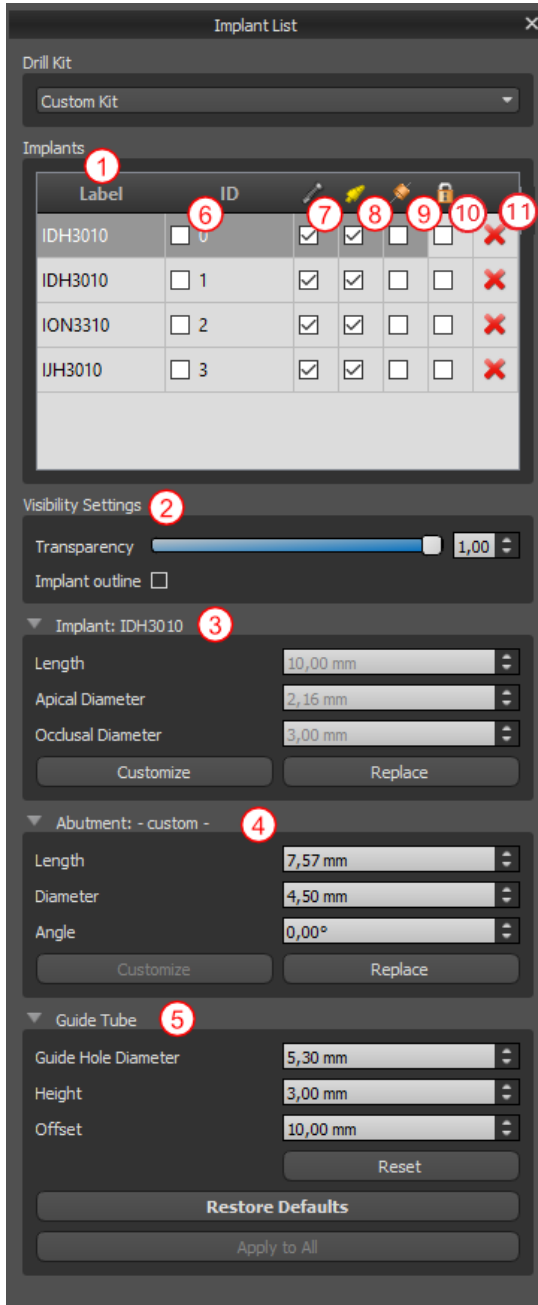 Implant List
Drill Kit
Custom Kit
Implants
1
Label ID
6 7 8 9 10 11
IDH3010 0
IDH3010 1
ION3310 2
IJH3010 3
Visibility Settings 2
Transparency 1,00
Implant outline
Implant: IDH3010 3
Length 10,00 mm
Apical Diameter 2,16 mm
Occlusal Diameter 3,00 mm
Customize Replace
Abutment: - custom - 4
Length 7,57 mm
Diameter 4,50 mm
Angle 0,00°
Customize Replace
Guide Tube 5
Guide Hole Diameter 5,30 mm
Height 3,00 mm
Offset 10,00 mm
Reset
Restore Defaults
Apply to All